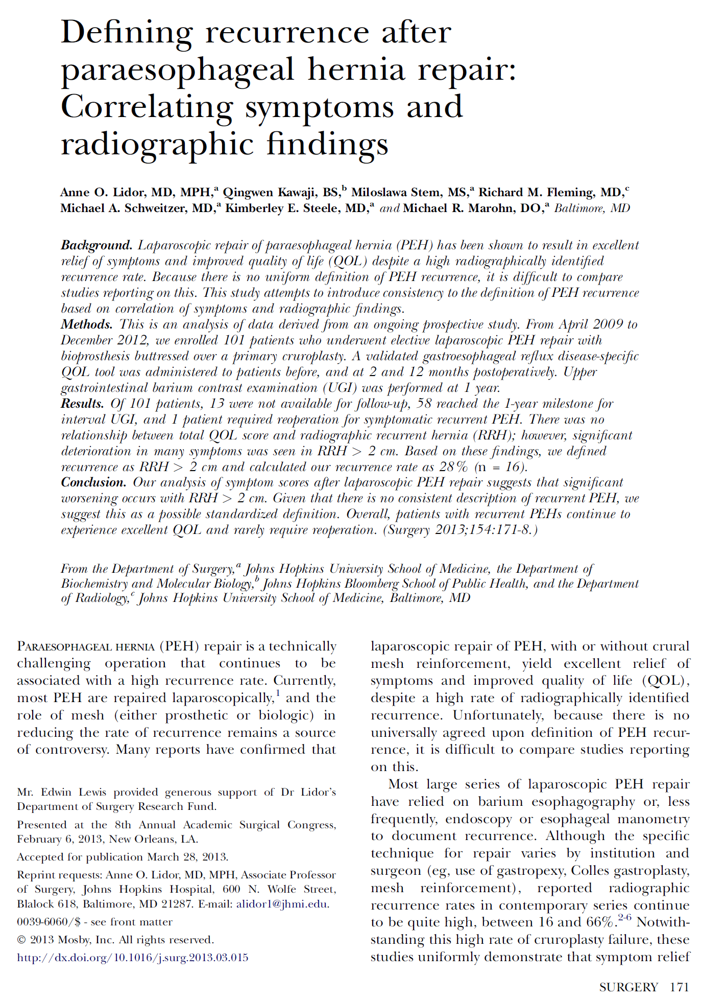 Defining recurrence after
paraesophageal hernia repair:
Correlating symptoms and
radiographic findings
Anne O. Lidor, MD, MPH,a Qingwen Kawaji, BS,b Miloslawa Stem, MS,a Richard M. Fleming, MD,c
Michael A. Schweitzer, MD,a Kimberley E. Steele, MD,a and Michael R. Marohn, DO,a Baltimore, MD
Background. Laparoscopic repair of paraesophageal hernia (PEH) has been shown to result in excellent
relief of symptoms and improved quality of life (QOL) despite a high radiographically identified
recurrence rate. Because there is no uniform definition of PEH recurrence, it is difficult to compare
studies reporting on this. This study attempts to introduce consistency to the definition of PEH recurrence
based on correlation of symptoms and radiographic findings.
Methods. This is an analysis of data derived from an ongoing prospective study. From April 2009 to
December 2012, we enrolled 101 patients who underwent elective laparoscopic PEH repair with
bioprosthesis buttressed over a primary cruroplasty. A validated gastroesophageal reflux disease-specific
QOL tool was administered to patients before, and at 2 and 12 months postoperatively. Upper
gastrointestinal barium contrast examination (UGI) was performed at 1 year.
Results. Of 101 patients, 13 were not available for follow-up, 58 reached the 1-year milestone for
interval UGI, and 1 patient required reoperation for symptomatic recurrent PEH. There was no
relationship between total QOL score and radiographic recurrent hernia (RRH); however, significant
deterioration in many symptoms was seen in RRH > 2 cm. Based on these findings, we defined
recurrence as RRH > 2 cm and calculated our recurrence rate as 28% (n = 16).
Conclusion. Our analysis of symptom scores after laparoscopic PEH repair suggests that significant
worsening occurs with RRH > 2 cm. Given that there is no consistent description of recurrent PEH, we
suggest this as a possible standardized definition. Overall, patients with recurrent PEHs continue to
experience excellent QOL and rarely require reoperation. (Surgery 2013;154:171-8.)
From the Department of Surgery,a Johns Hopkins University School of Medicine, the Department of
Biochemistry and Molecular Biology,b Johns Hopkins Bloomberg School of Public Health, and the Department
of Radiology,c Johns Hopkins University School of Medicine, Baltimore, MD
PARAESOPHAGEAL HERNIA (PEH) repair is a technically
challenging operation that continues to be
associated with a high recurrence rate. Currently,
most PEH are repaired laparoscopically,1 and the
role of mesh (either prosthetic or biologic) in
reducing the rate of recurrence remains a source
of controversy. Many reports have confirmed that
Mr. Edwin Lewis provided generous support of Dr Lidor's
Department of Surgery Research Fund.
Presented at the 8th Annual Academic Surgical Congress,
February 6, 2013, New Orleans, LA.
Accepted for publication March 28, 2013.
Reprint requests: Anne O. Lidor, MD, MPH, Associate Professor
of Surgery, Johns Hopkins Hospital, 600 N. Wolfe Street,
Blalock 618, Baltimore, MD 21287. E-mail: alidor1@jhmi.edu.
0039-6060/$ - see front matter
© 2013 Mosby, Inc. All rights reserved.
http://dx.doi.org/10.1016/j.surg.2013.03.015
laparoscopic repair of PEH, with or without crural
mesh reinforcement, yield excellent relief of
symptoms and improved quality of life (QOL),
despite a high rate of radiographically identified
recurrence. Unfortunately, because there is no
universally agreed upon definition of PEH recur-
rence, it is difficult to compare studies reporting
on this.
Most large series of laparoscopic PEH repair
have relied on barium esophagography or, less
frequently, endoscopy or esophageal manometry
to document recurrence. Although the specific
technique for repair varies by institution and
surgeon (eg, use of gastropexy, Colles gastroplasty,
mesh reinforcement), reported radiographic
recurrence rates in contemporary series continue
to be quite high, between 16 and 66%.2-6 Notwith-
standing this high rate of cruroplasty failure, these
studies uniformly demonstrate that symptom relief
SURGERY 171